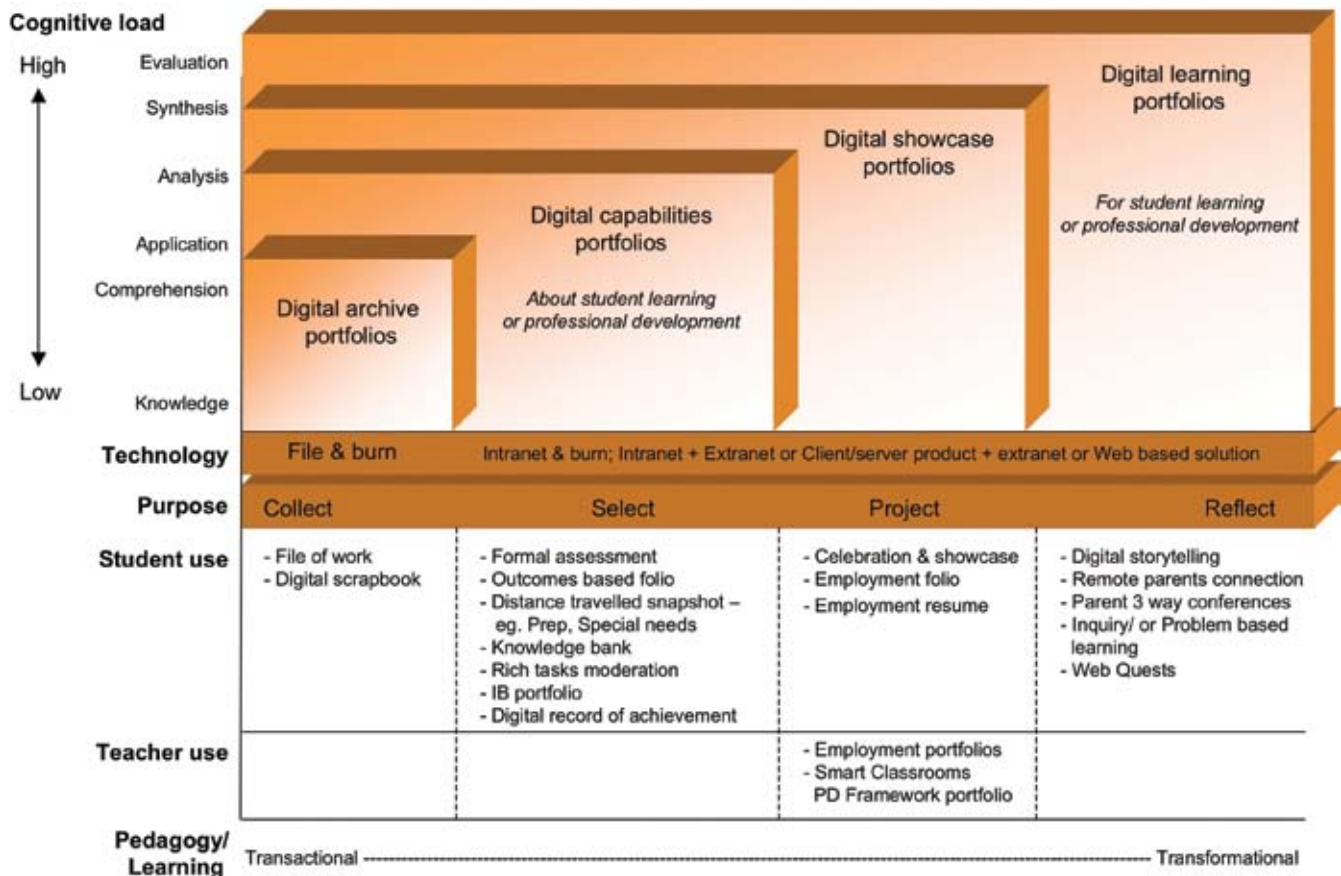 Cognitive load
High
Low
Evaluation
Synthesis
Analysis
Application
Comprehension
Knowledge
Digital archive
portfolios
Digital capabilities
portfolios
About student learning
or professional development
Digital showcase
portfolios
Digital learning
portfolios
For student learning
or professional development
Technology
File & burn
Intranet & burn; Intranet + Extranet or Client/server product + extranet or Web based solution
Purpose
Collect
Select
Project
Reflect
Student use
- File of work
- Digital scrapbook
- Formal assessment
- Outcomes based folio
- Distance travelled snapshot –
eg. Prep, Special needs
- Knowledge bank
- Rich tasks moderation
- IB portfolio
- Digital record of achievement
- Celebration & showcase
- Employment folio
- Employment resume
- Digital storytelling
- Remote parents connection
- Parent 3 way conferences
- Inquiry/ or Problem based
learning
- Web Quests
Teacher use
- Employment portfolios
- Smart Classrooms
PD Framework portfolio
Pedagogy/
Learning
Transactional
Transformational